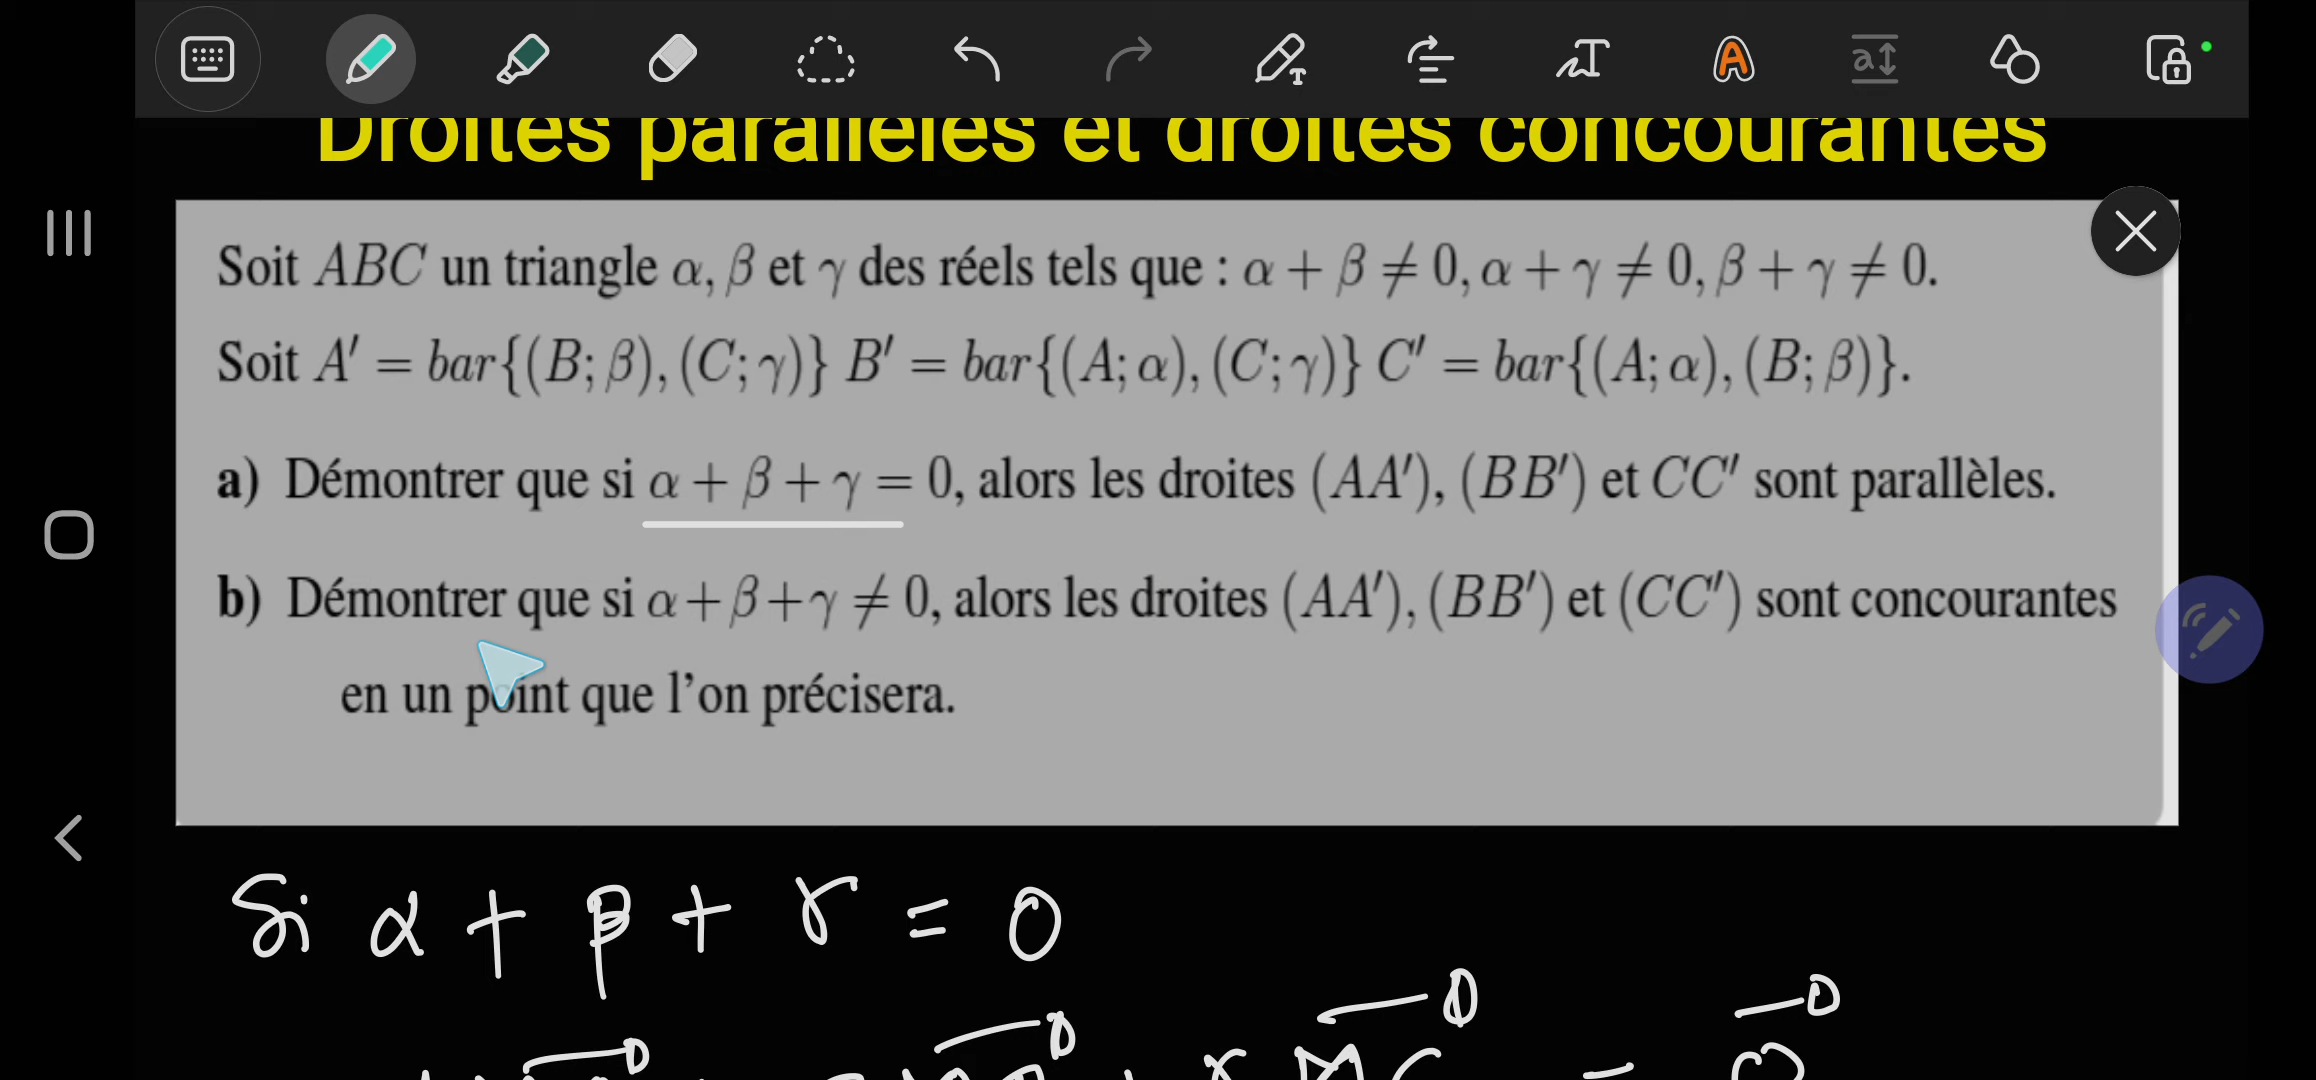 Droites parallèles et droites concourantes
Soit ABC un triangle α, β et γ des réels tels que : α + β ≠ 0, α + γ ≠ 0, β + γ ≠ 0.
Soit A′ = bar{(B; β), (C; γ)} B′ = bar{(A; α), (C; γ)} C′ = bar{(A; α), (B; β)}.
a) Démontrer que si α + β + γ = 0, alors les droites (AA′), (BB′) et CC′ sont parallèles.
b) Démontrer que si α+β+γ ≠ 0, alors les droites (AA′), (BB′) et (CC′) sont concourantes
en un point que l’on précisera.
Si α + β + γ = 0